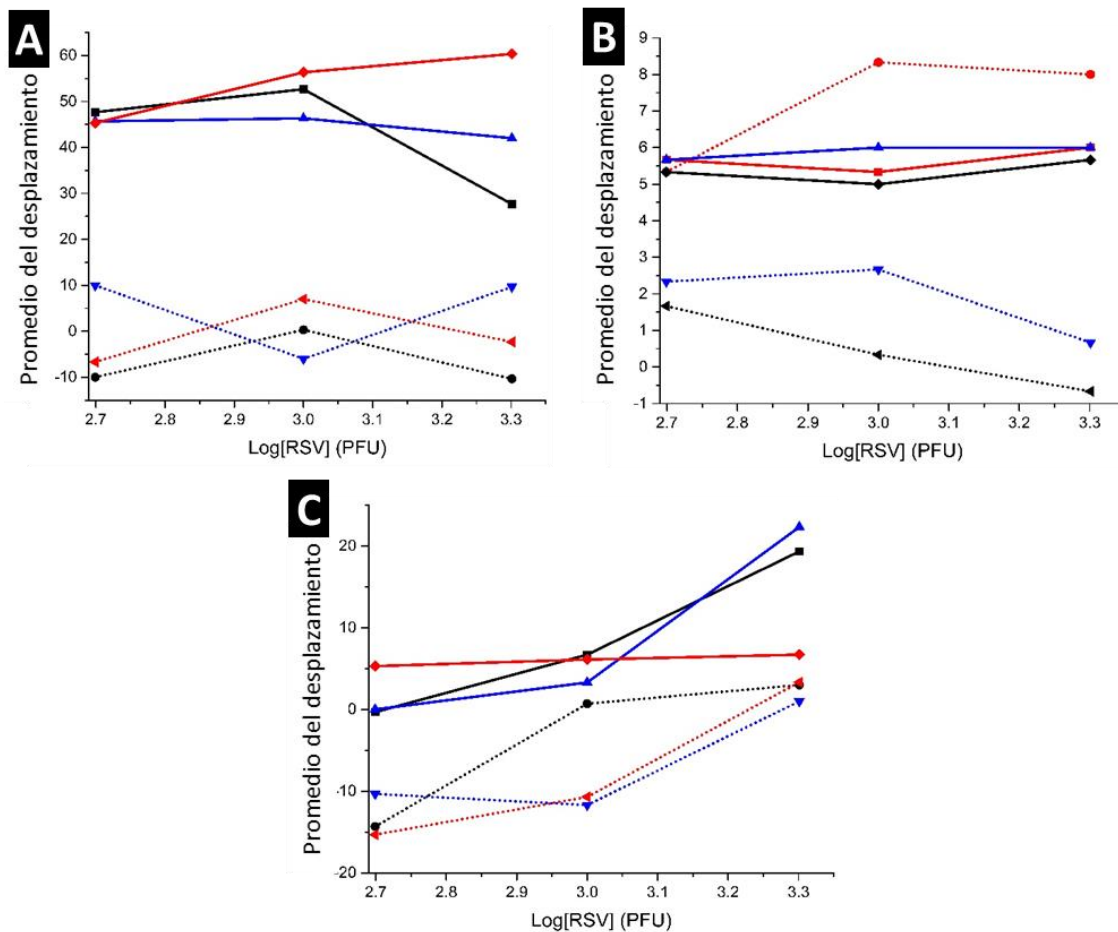 A
Promedio del desplazamiento
60
50
40
30
20
10
0
-10
2.7 2.8 2.9 3.0 3.1 3.2 3.3
Log[RSV] (PFU)
B
Promedio del desplazamiento
9
8
7
6
5
4
3
2
1
0
-1
2.7 2.8 2.9 3.0 3.1 3.2 3.3
Log[RSV] (PFU)
C
Promedio del desplazamiento
20
10
0
-10
-20
2.7 2.8 2.9 3.0 3.1 3.2 3.3
Log[RSV] (PFU)